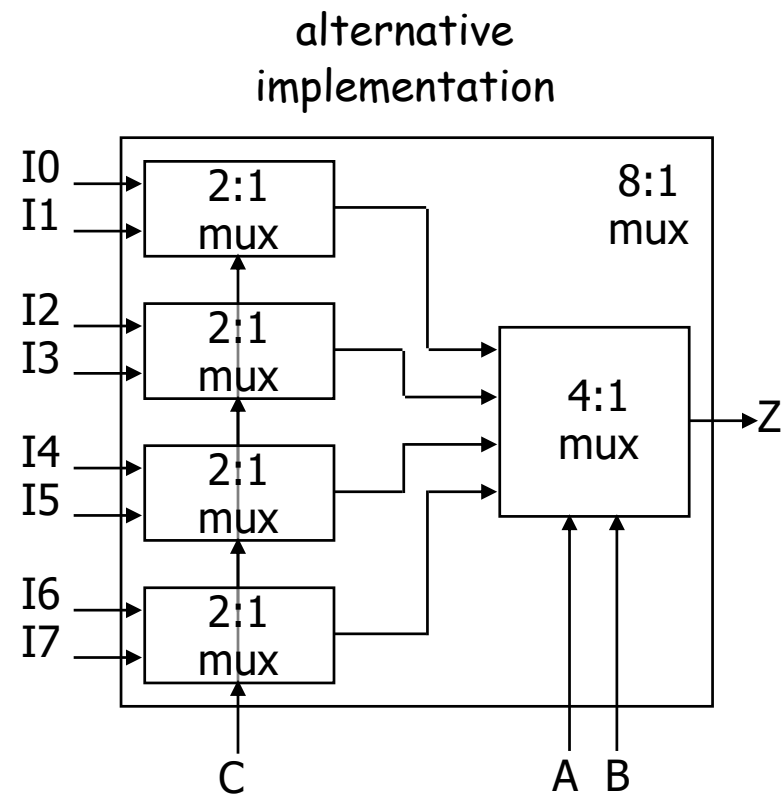 alternative
implementation
I0
I1
2:1
mux
8:1
mux
I2
I3
2:1
mux
4:1
mux
Z
I4
I5
2:1
mux
I6
I7
2:1
mux
C
A B